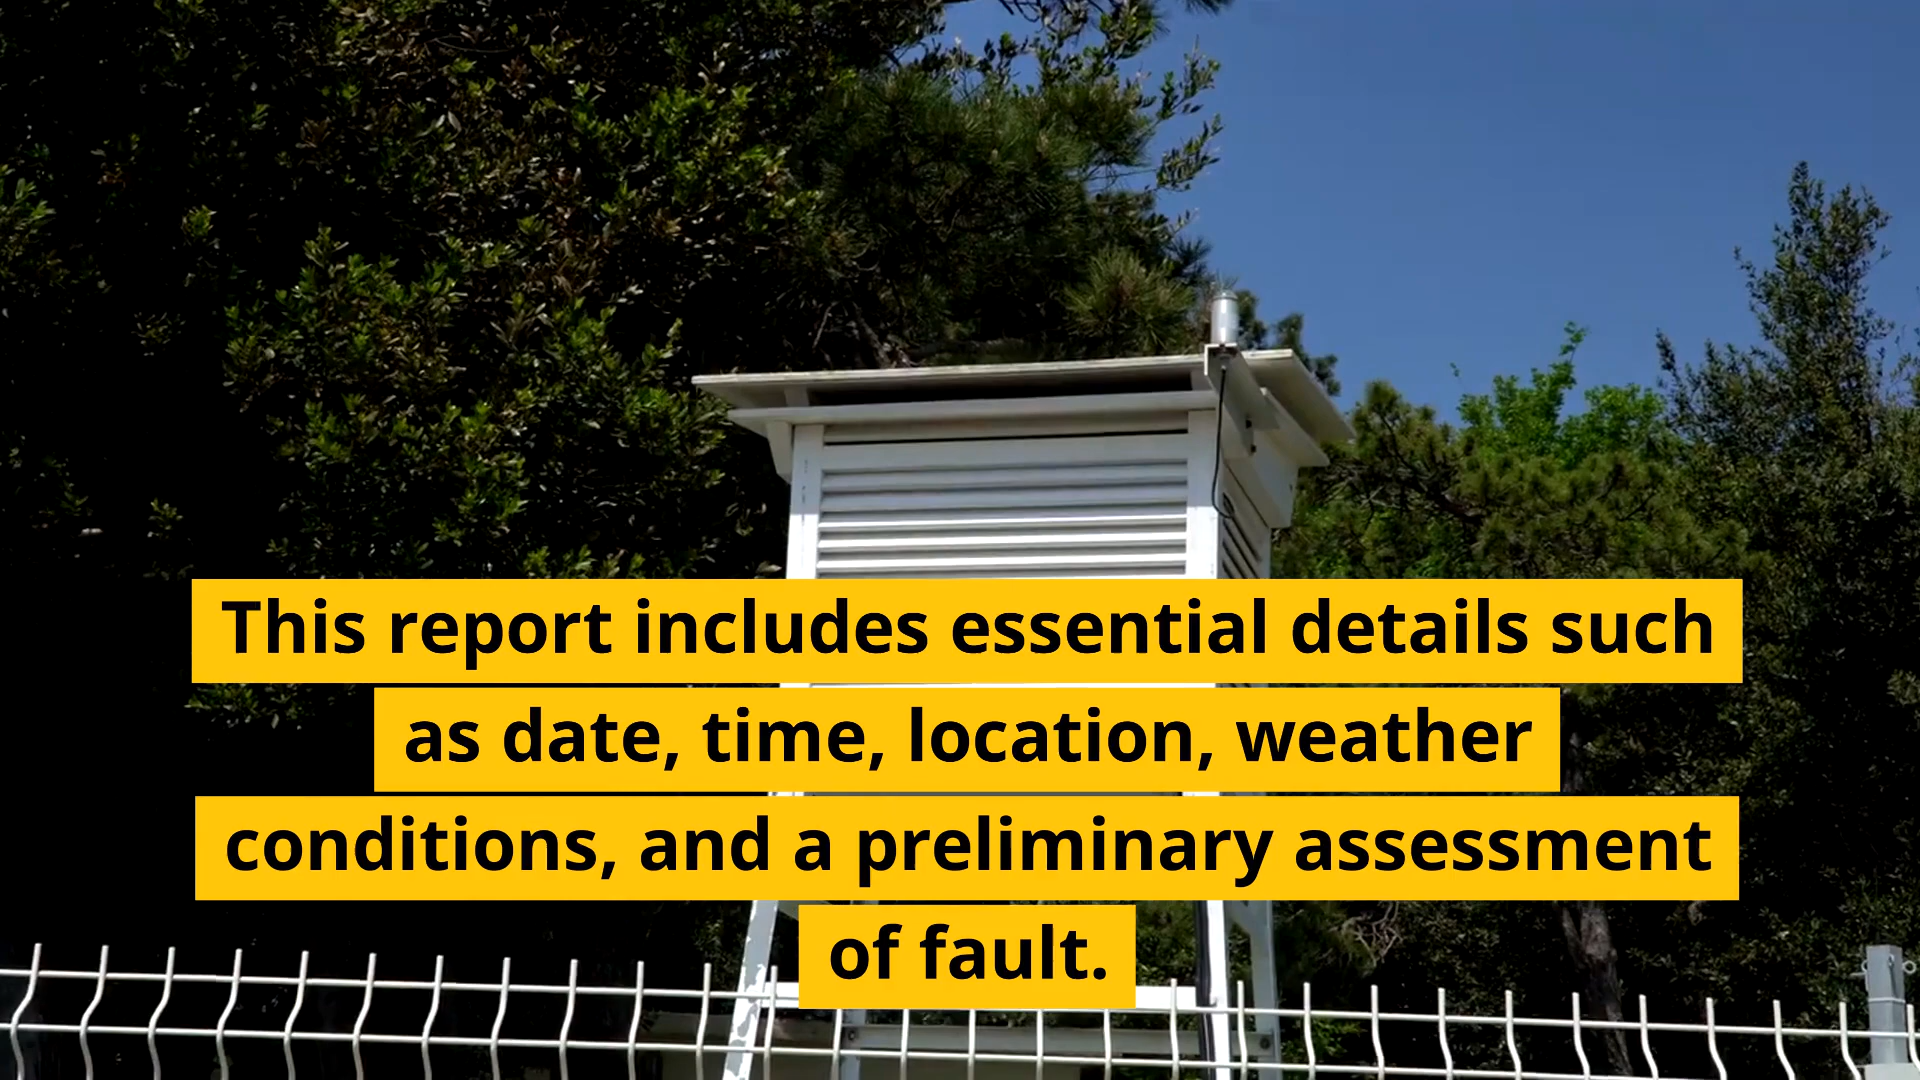 This report includes essential details such
as date, time, location, weather
conditions, and a preliminary assessment
of fault.